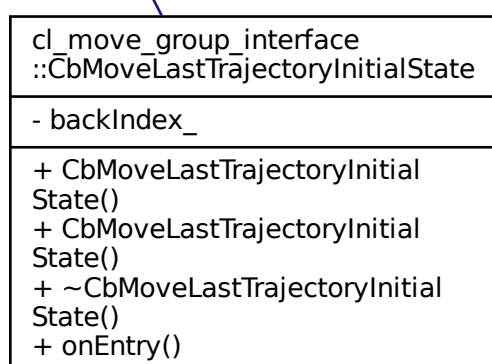 cl_move_group_interface
::CbMoveLastTrajectoryInitialState
- backIndex_
+ CbMoveLastTrajectoryInitial
State()
+ CbMoveLastTrajectoryInitial
State()
+ ~CbMoveLastTrajectoryInitial
State()
+ onEntry()